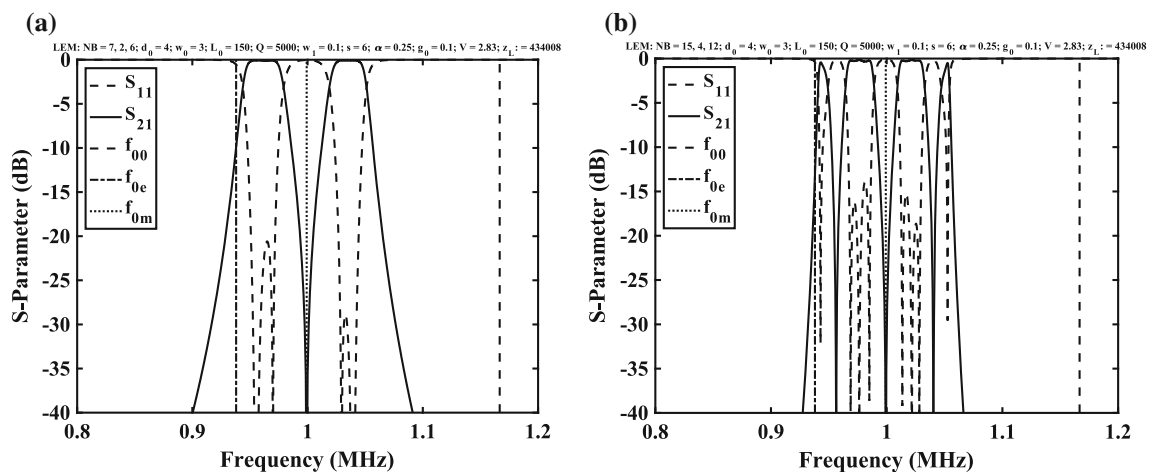 (a)
LEM: NB = 7, 2, 6; d0 = 4; w0 = 3; L0 = 150; Q = 5000; w1 = 0.1; s = 6; α = 0.25; g0 = 0.1; V = 2.83; zL: = 434008
0
-5
-10
-15
-20
-25
-30
-35
-40
S-Parameter (dB)
S11
S21
f00
f0e
f0m
0.8
0.9
1
1.1
1.2
Frequency (MHz)
(b)
LEM: NB = 15, 4, 12; d0 = 4; w0 = 3; L0 = 150; Q = 5000; w1 = 0.1; s = 6; α = 0.25; g0 = 0.1; V = 2.83; zL: = 434008
0
-5
-10
-15
-20
-25
-30
-35
-40
S-Parameter (dB)
S11
S21
f00
f0e
f0m
0.8
0.9
1
1.1
1.2
Frequency (MHz)